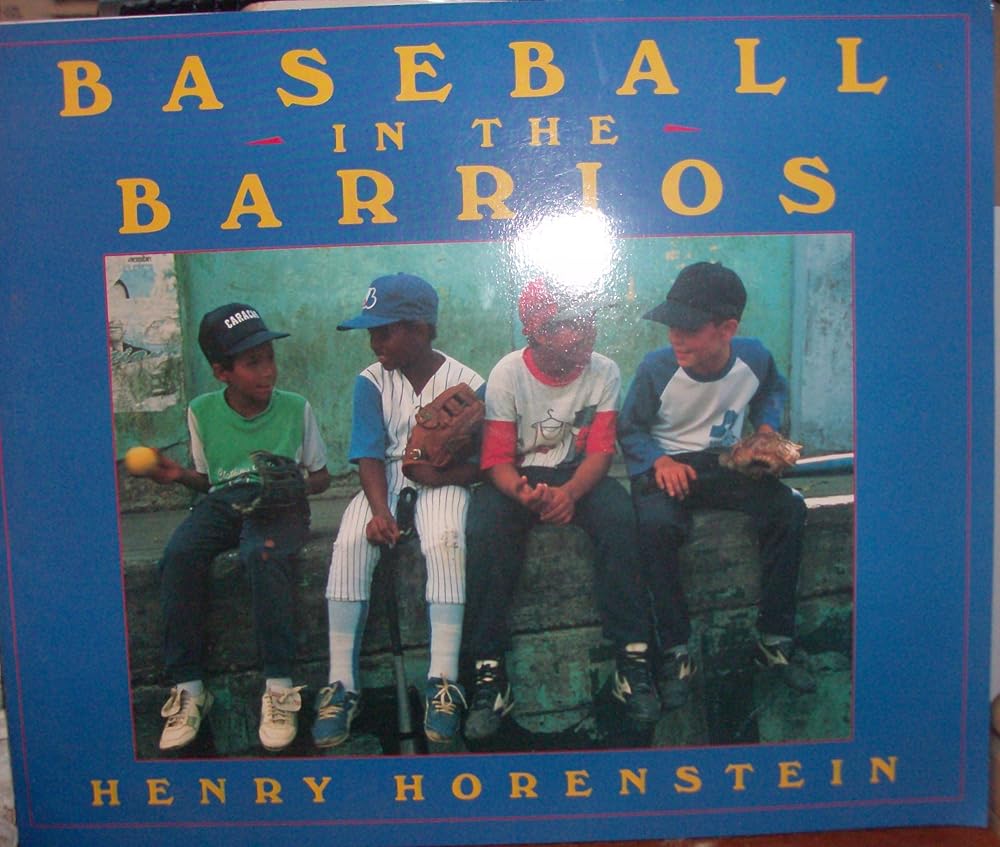 BASEBALL
IN THE
BARRIOS
CARACAS
B
HENRY HORENSTEIN